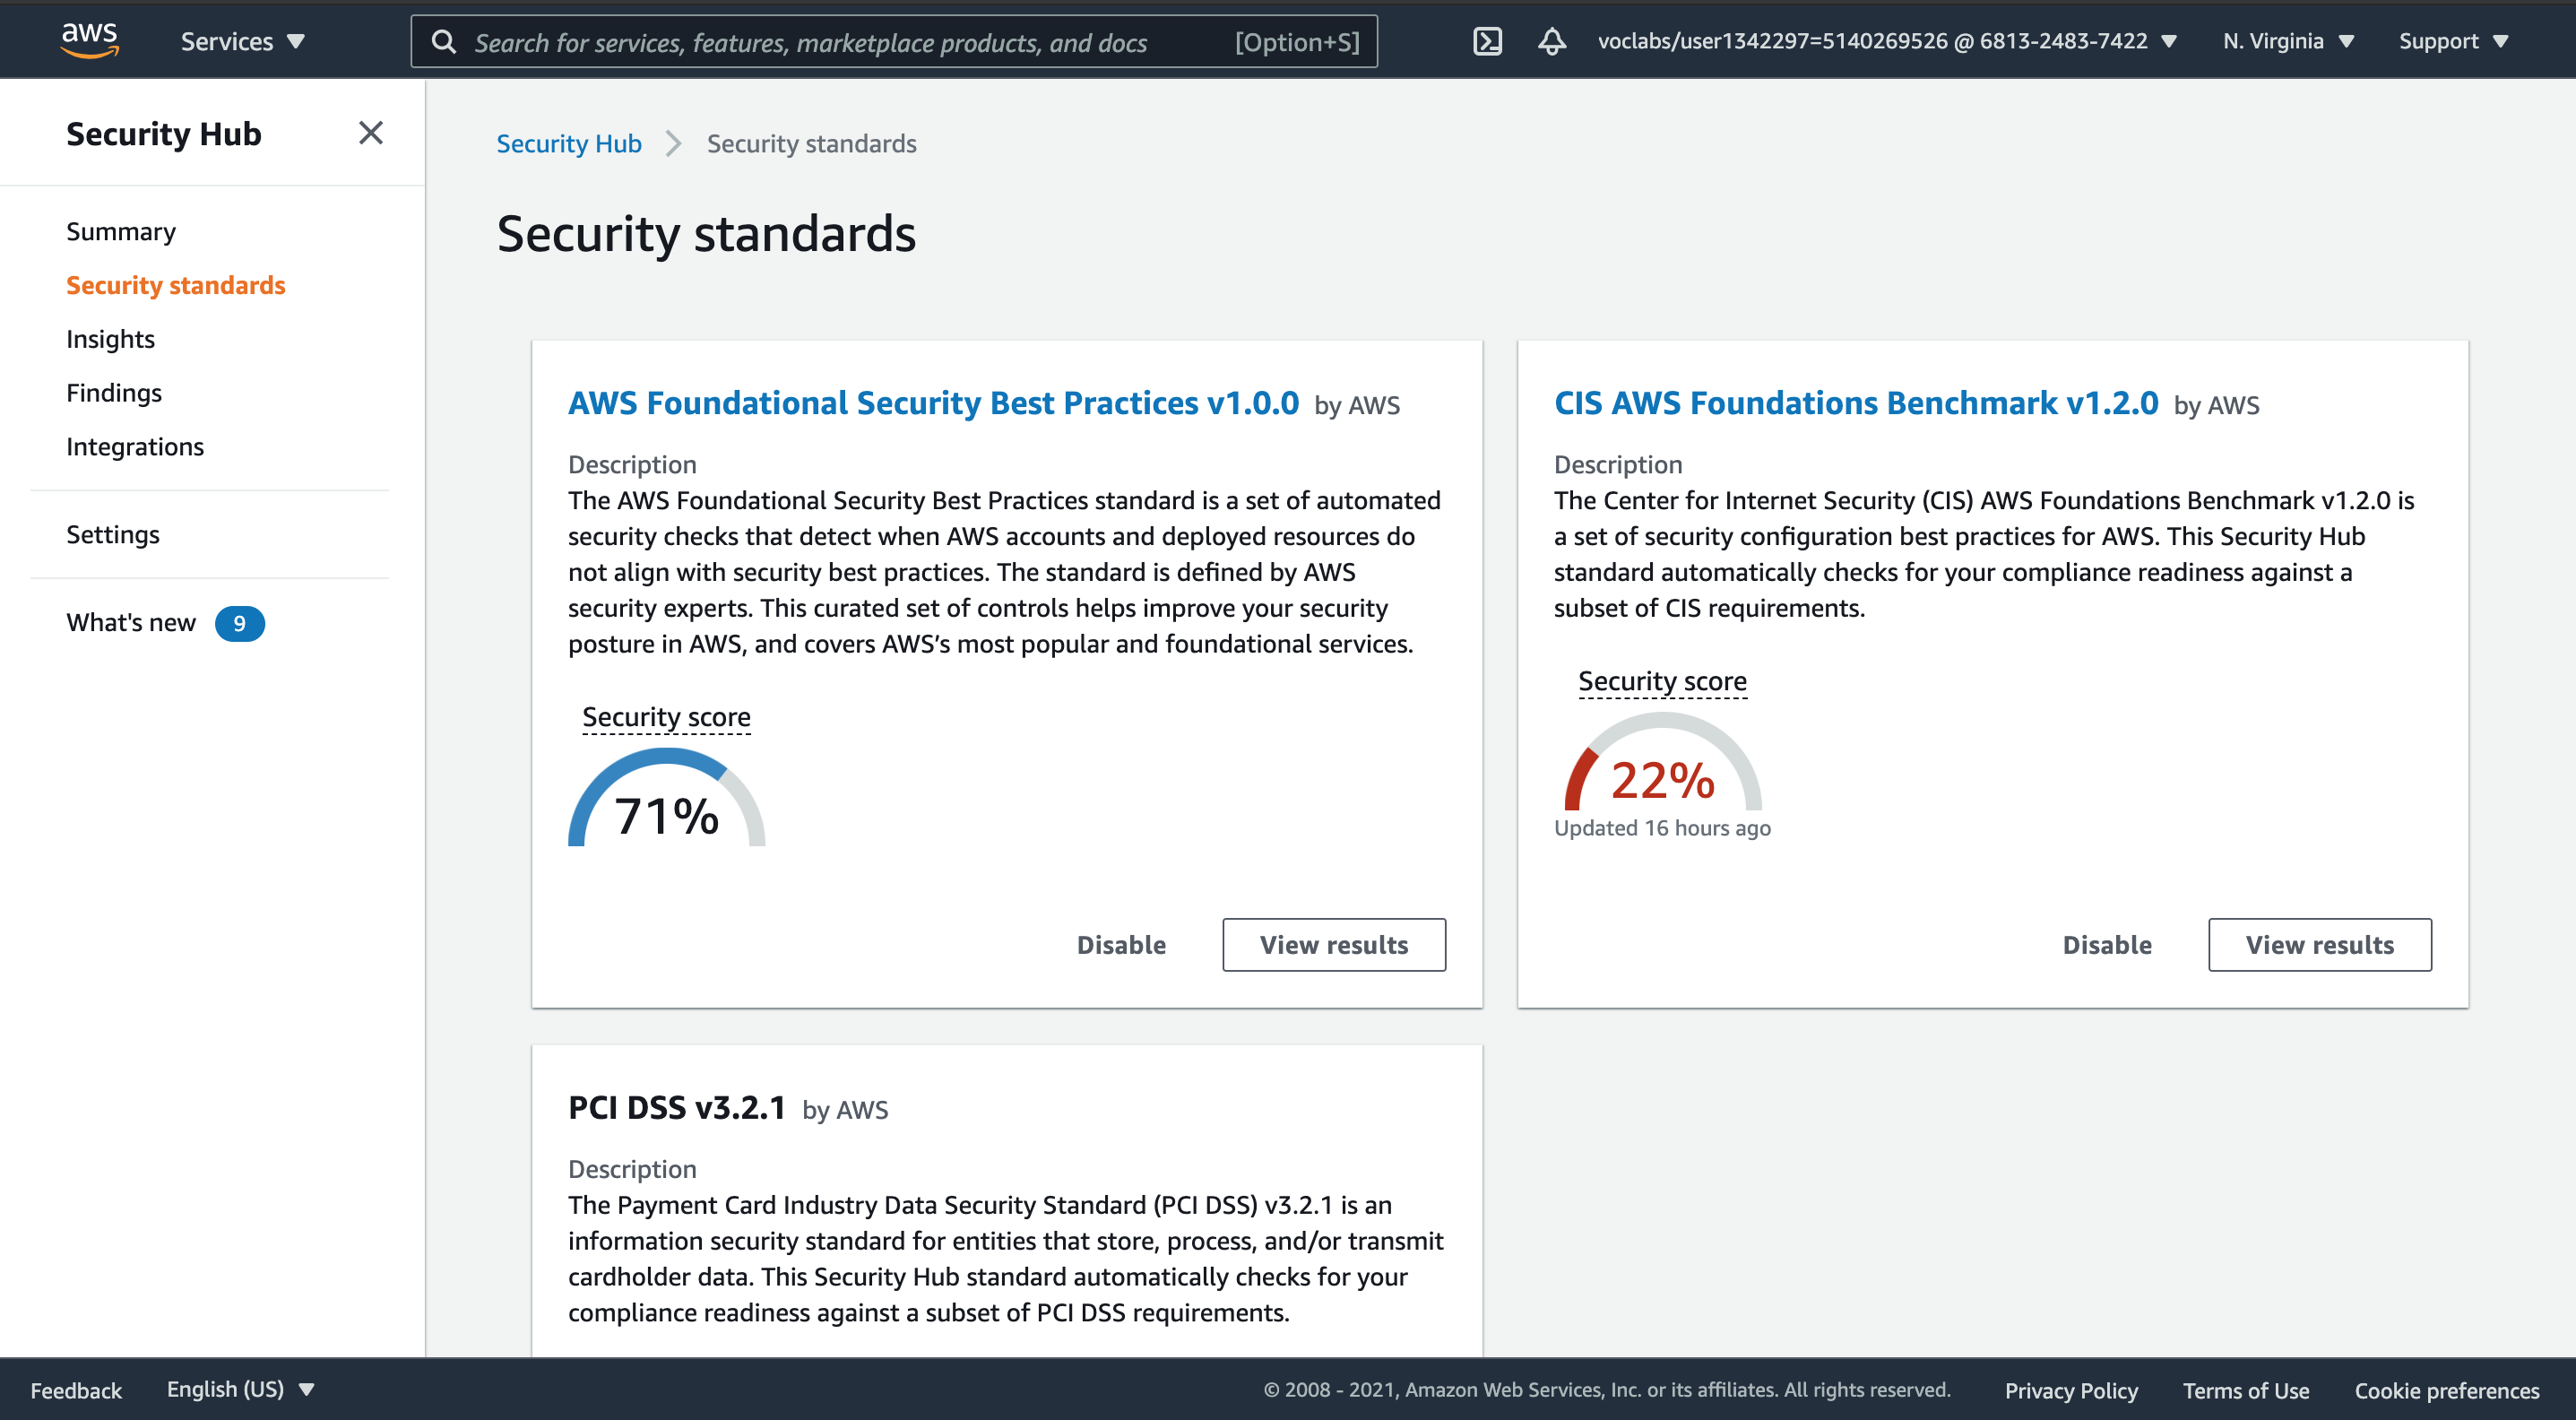 aws
Services
Search for services, features, marketplace products, and docs
[Option+S]
voclabs/user1342297=5140269526 @ 6813-2483-7422
N. Virginia
Support
Security Hub
Summary
Security standards
Insights
Findings
Integrations
Settings
What's new 9
Security Hub
Security standards
Security standards
AWS Foundational Security Best Practices v1.0.0 by AWS
Description
The AWS Foundational Security Best Practices standard is a set of automated
security checks that detect when AWS accounts and deployed resources do
not align with security best practices. The standard is defined by AWS
security experts. This curated set of controls helps improve your security
posture in AWS, and covers AWS’s most popular and foundational services.
Security score
71%
Disable
View results
CIS AWS Foundations Benchmark v1.2.0 by AWS
Description
The Center for Internet Security (CIS) AWS Foundations Benchmark v1.2.0 is
a set of security configuration best practices for AWS. This Security Hub
standard automatically checks for your compliance readiness against a
subset of CIS requirements.
Security score
22%
Updated 16 hours ago
Disable
View results
PCI DSS v3.2.1 by AWS
Description
The Payment Card Industry Data Security Standard (PCI DSS) v3.2.1 is an
information security standard for entities that store, process, and/or transmit
cardholder data. This Security Hub standard automatically checks for your
compliance readiness against a subset of PCI DSS requirements.
Feedback
English (US)
© 2008 - 2021, Amazon Web Services, Inc. or its affiliates. All rights reserved.
Privacy Policy
Terms of Use
Cookie preferences